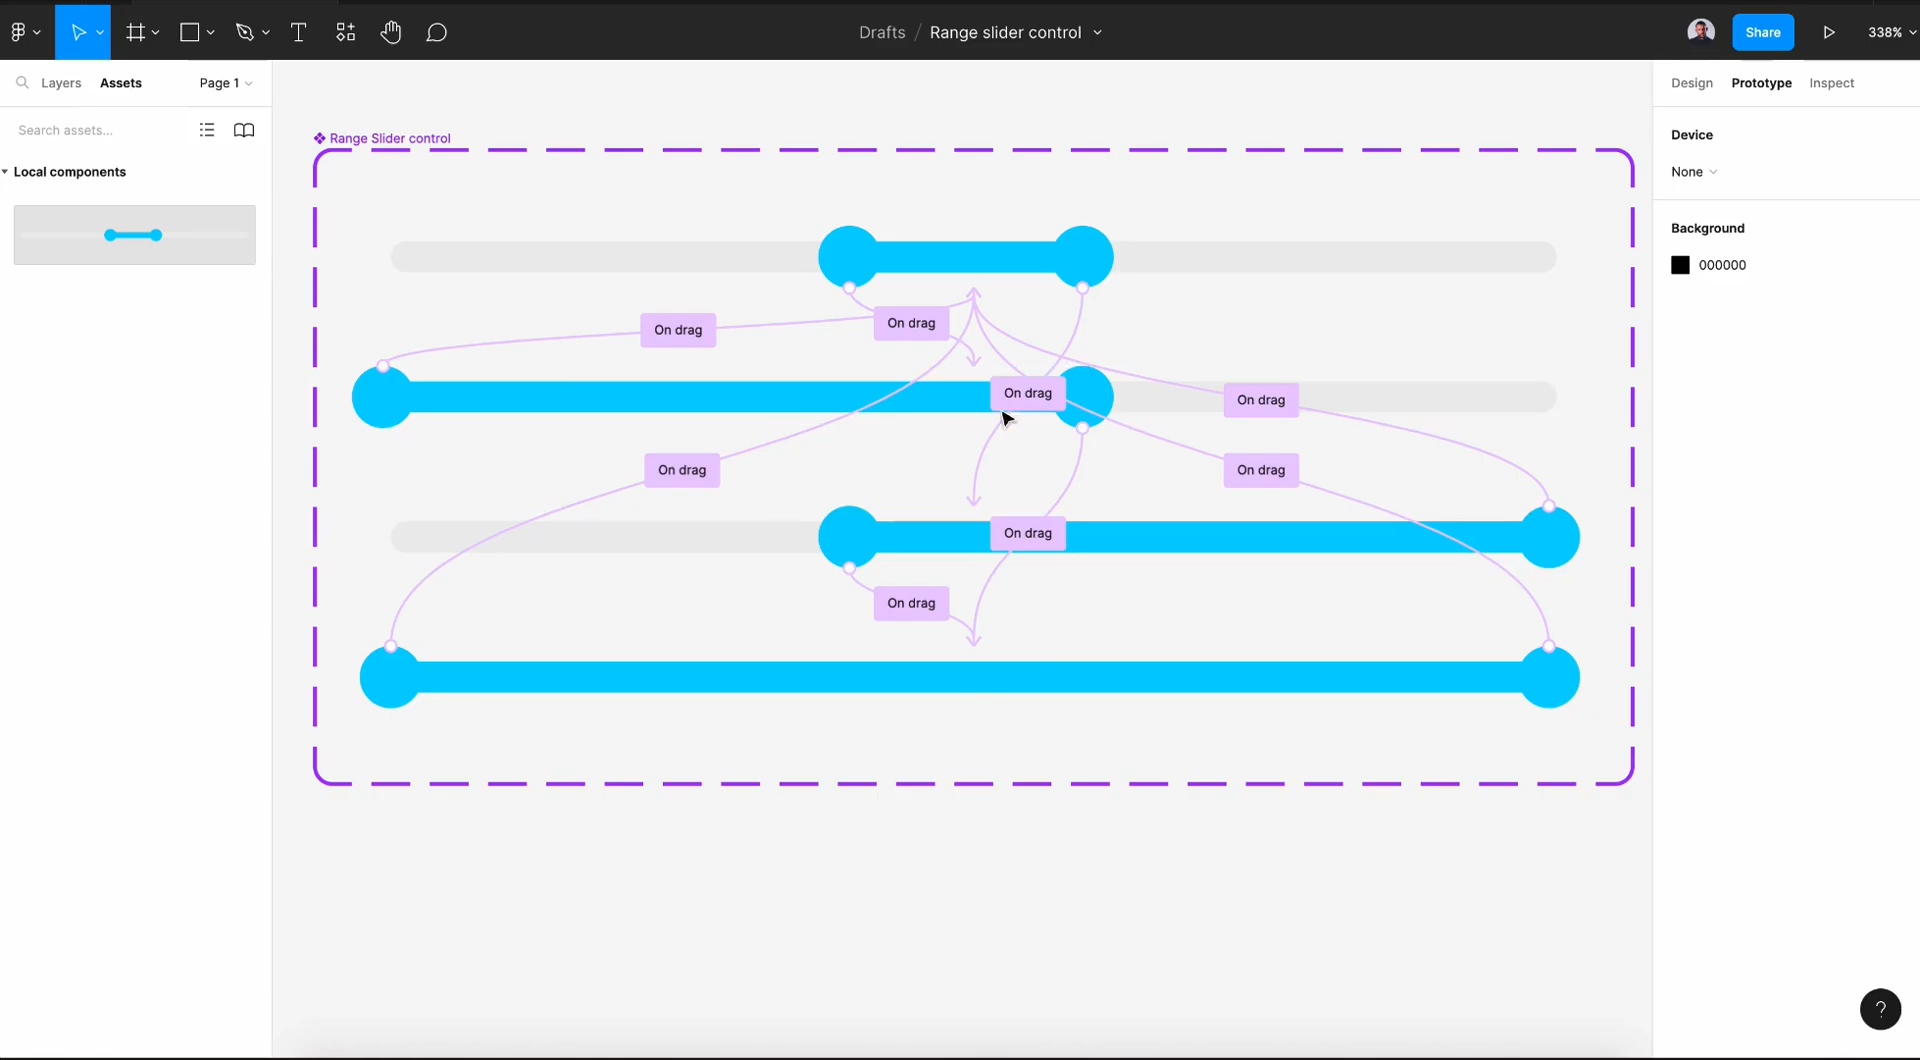 Drafts / Range slider control
Share
338%
Layers
Assets
Page 1
Design
Prototype
Inspect
Search assets...
Local components
Range Slider control
On drag
On drag
On drag
On drag
On drag
On drag
On drag
On drag
Device
None
Background
000000
?